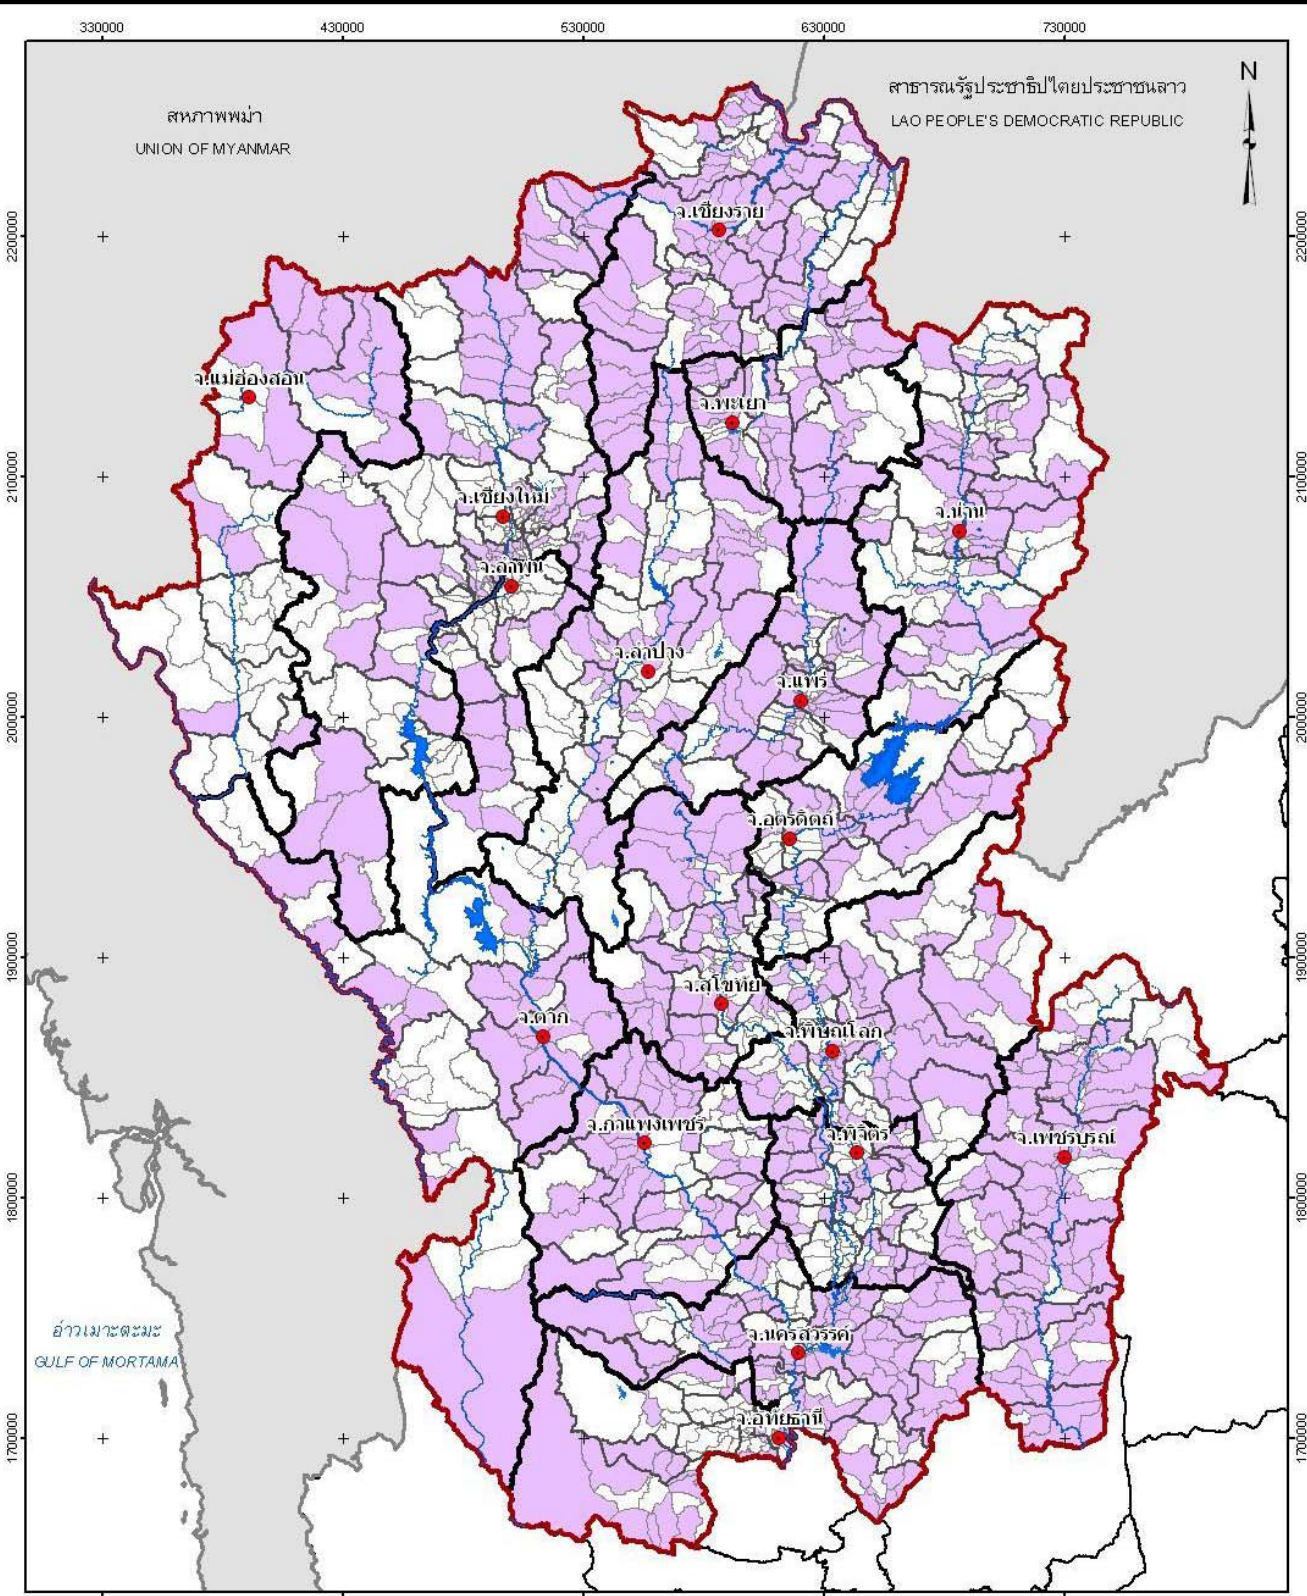 330000 430000 530000 630000 730000
N
สหภาพพม่า
UNION OF MYANMAR
สาธารณรัฐประชาธิปไตยประชาชนลาว
LAO PEOPLE'S DEMOCRATIC REPUBLIC
จ.เชียงราย
2200000 2200000
จ.แม่ฮ่องสอน
จ.พะเยา
2100000 2100000
จ.เชียงใหม่
จ.น่าน
จ.ลำพูน
จ.ลำปาง
จ.แพร่
2000000 2000000
จ.อุตรดิตถ์
1900000 1900000
จ.สุโขทัย
จ.ตาก
จ.พิษณุโลก
จ.กำแพงเพชร
จ.พิจิตร
จ.เพชรบูรณ์
1800000 1800000
อ่าวเมาะตะมะ
GULF OF MORTAMA
จ.นครสวรรค์
จ.อุทัยธานี
1700000 1700000